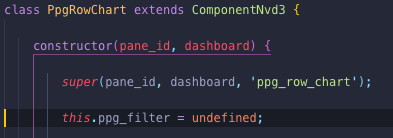 class PpgRowChart extends ComponentNvd3 {
constructor(pane_id, dashboard) {
super(pane_id, dashboard, 'ppg_row_chart');
this.ppg_filter = undefined;